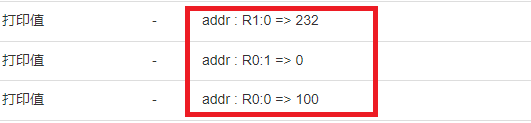 打印值 - addr : R1:0 => 232
打印值 - addr : R0:1 => 0
打印值 - addr : R0:0 => 100